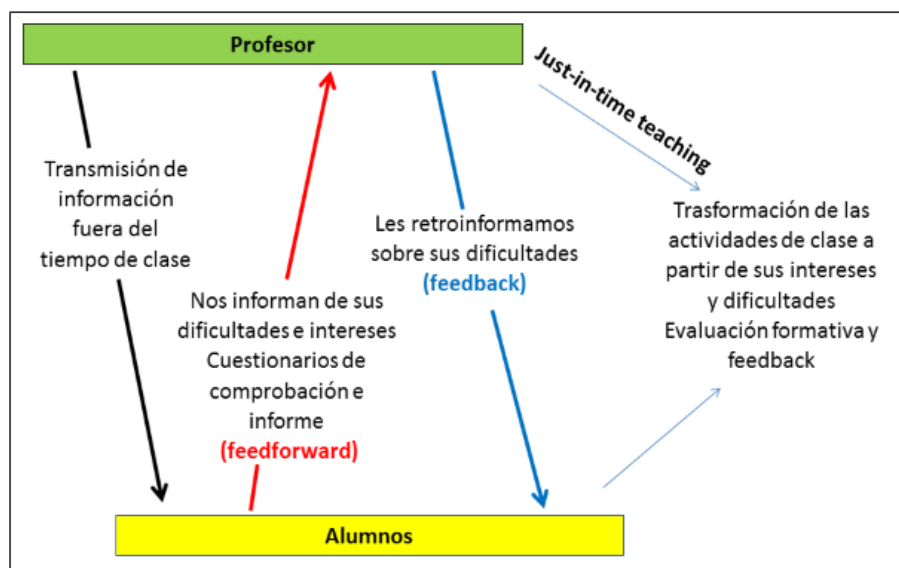 Profesor
Just-in-time teaching
Transmisión de
información
fuera del
tiempo de clase
Nos informan de sus
dificultades e intereses
Cuestionarios de
comprobación e
informe
(feedforward)
Les retroinformamos
sobre sus dificultades
(feedback)
Trasformación de las
actividades de clase a
partir de sus intereses
y dificultades
Evaluación formativa y
feedback
Alumnos